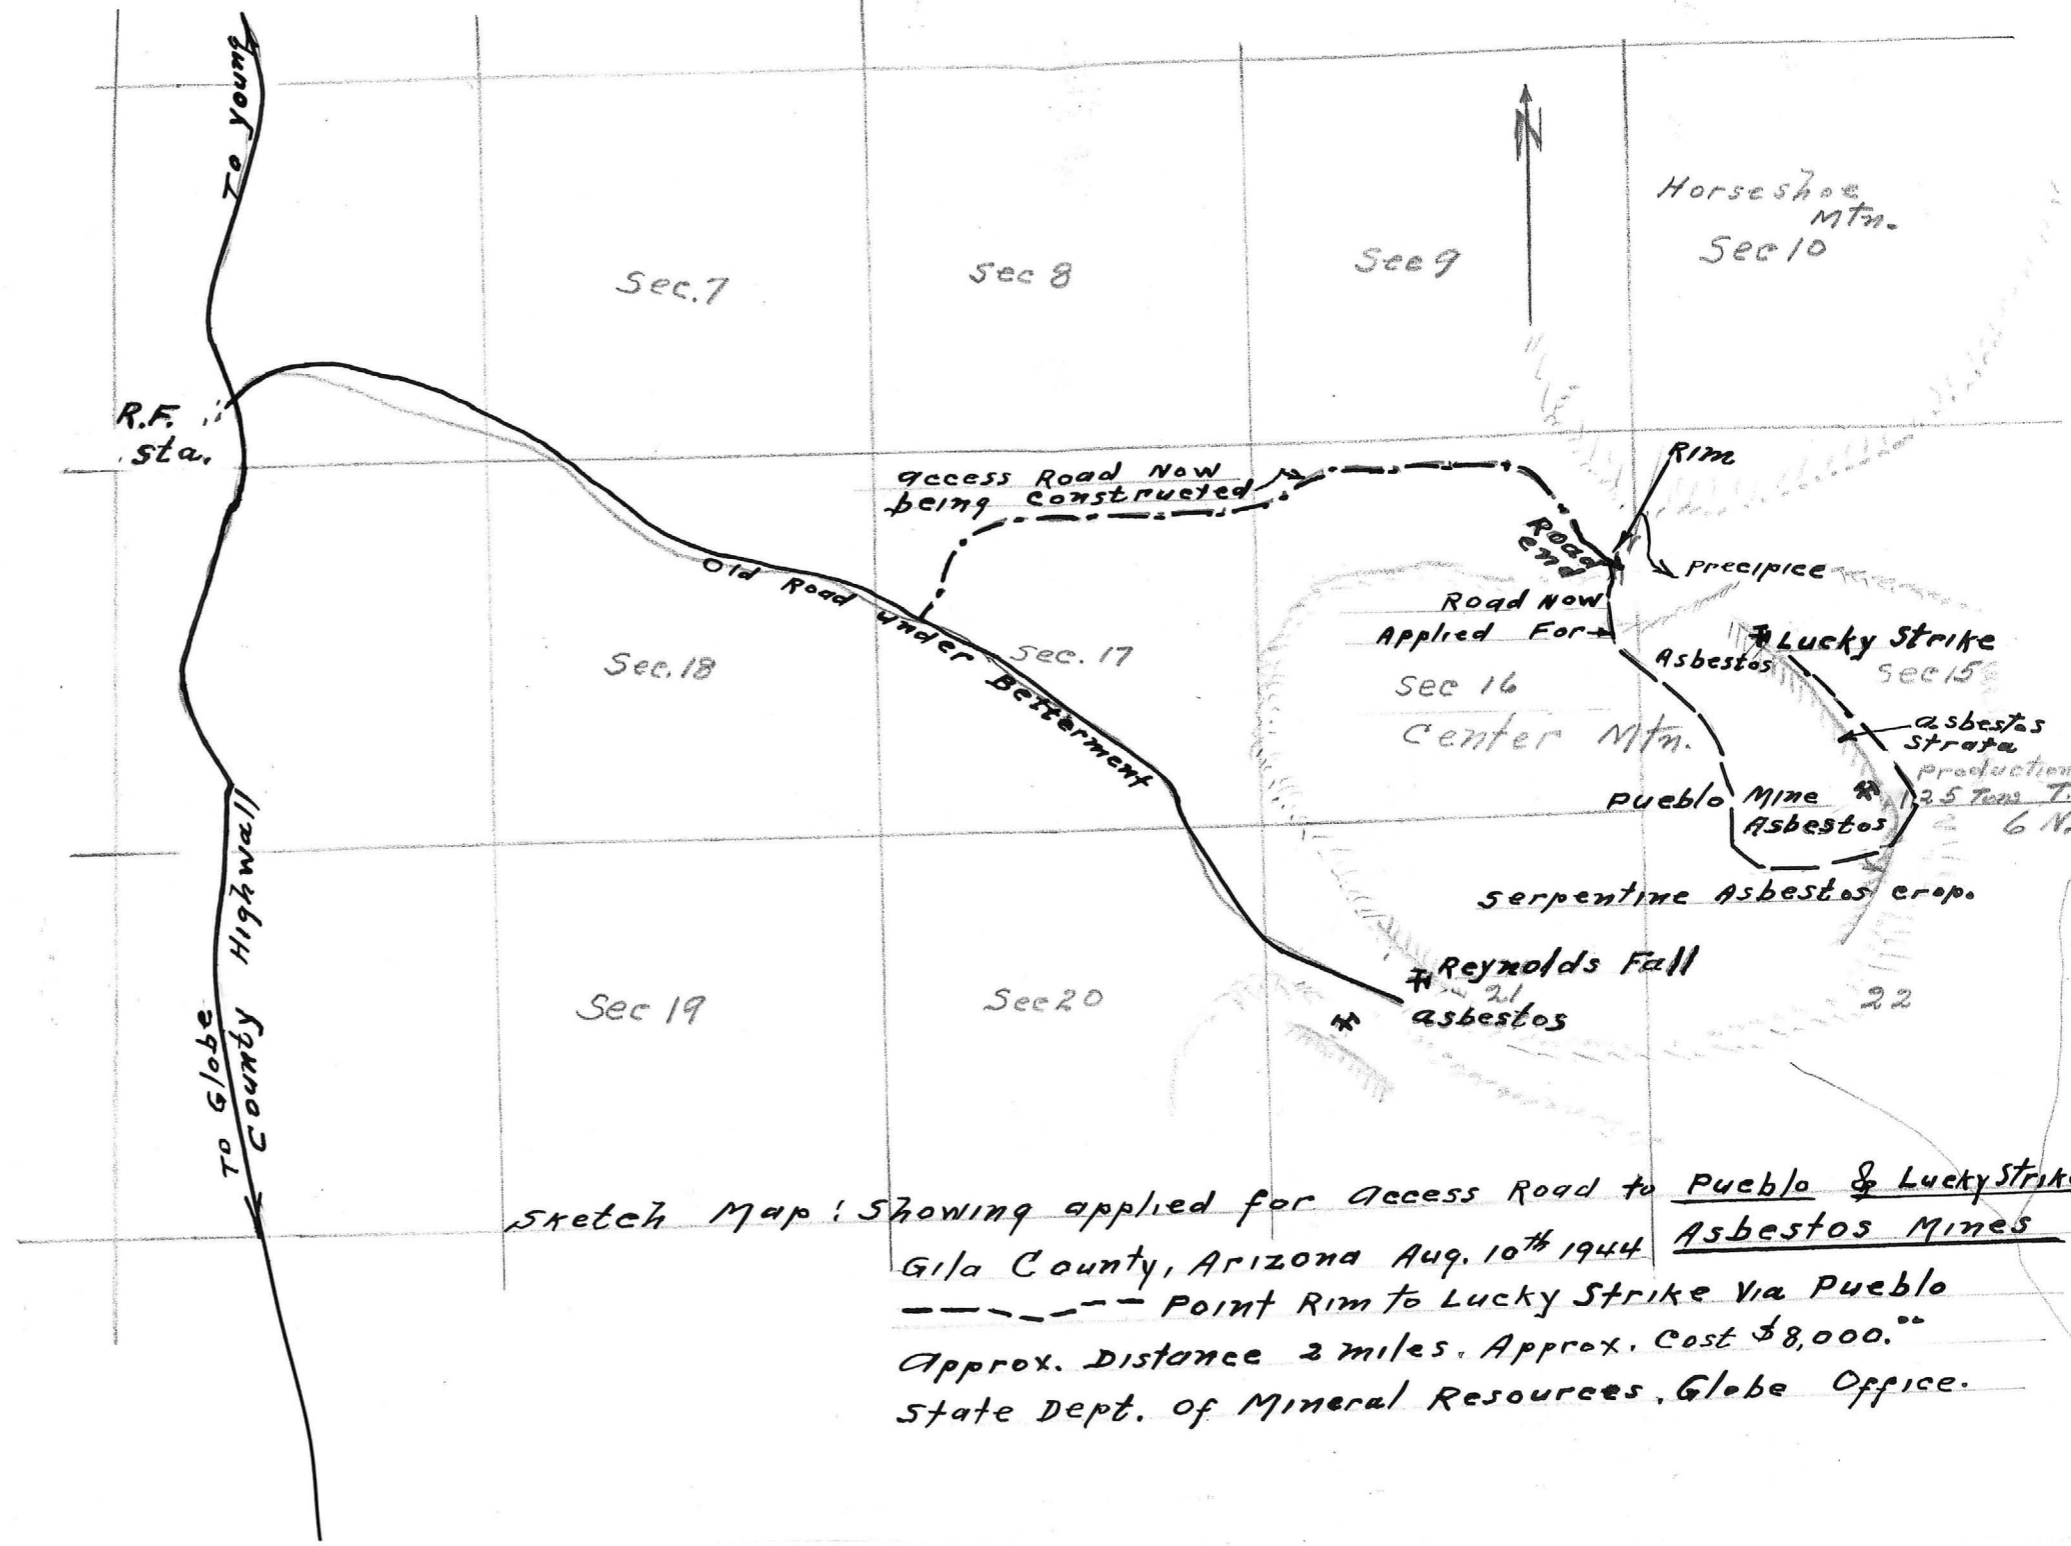 To Young
Horseshoe
Mtn.
Sec 10
Sec. 7
Sec 8
Sec 9
R.F.
Sta.
Rim
access Road Now
being constructed
Road
end
Precipice
Old Road under Betterment
Road Now
Applied For
Lucky Strike
Asbestos
Sec 15
Sec. 18
Sec. 17
Sec 16
Center Mtn.
asbestos
strata
Production
25 Tons
Pueblo Mine
Asbestos
6 N.
County Highway
To Globe
Serpentine Asbestos crop.
Reynolds Fall
21
asbestos
22
Sec 19
Sec 20
Sketch Map: Showing applied for access Road to Pueblo & Lucky Strike
Asbestos Mines
Gila County, Arizona Aug. 10th 1944
Point Rim to Lucky Strike Via Pueblo
Approx. Distance 2 miles. Approx. Cost $8,000.00
State Dept. of Mineral Resources, Globe Office.
N